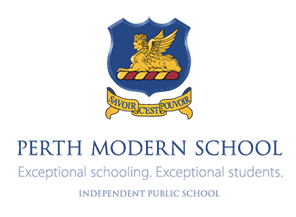 SAVOIR C'EST POUVOIR
PERTH MODERN SCHOOL
Exceptional schooling. Exceptional students.
INDEPENDENT PUBLIC SCHOOL